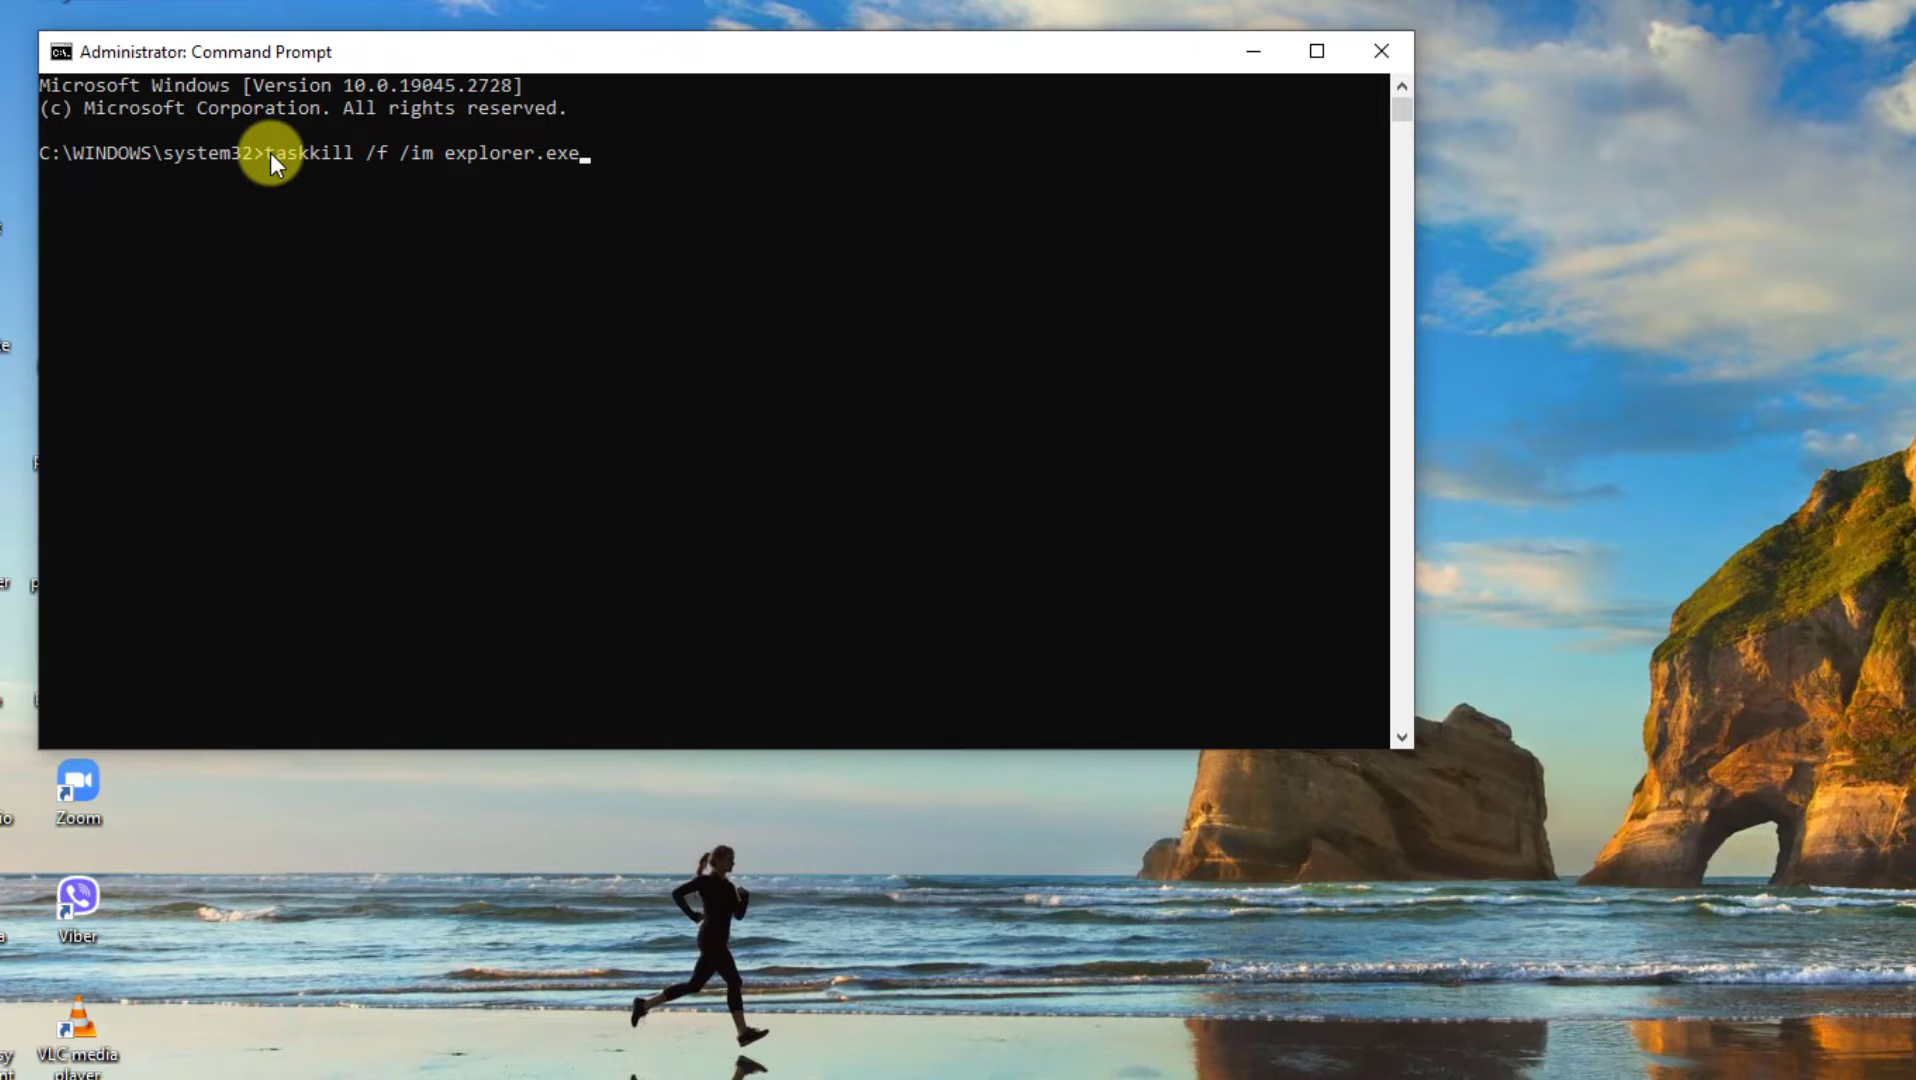 Administrator: Command Prompt
Microsoft Windows [Version 10.0.19045.2728]
(c) Microsoft Corporation. All rights reserved.
C:\WINDOWS\system32>taskkill /f /im explorer.exe
Zoom
Viber
VLC media
player